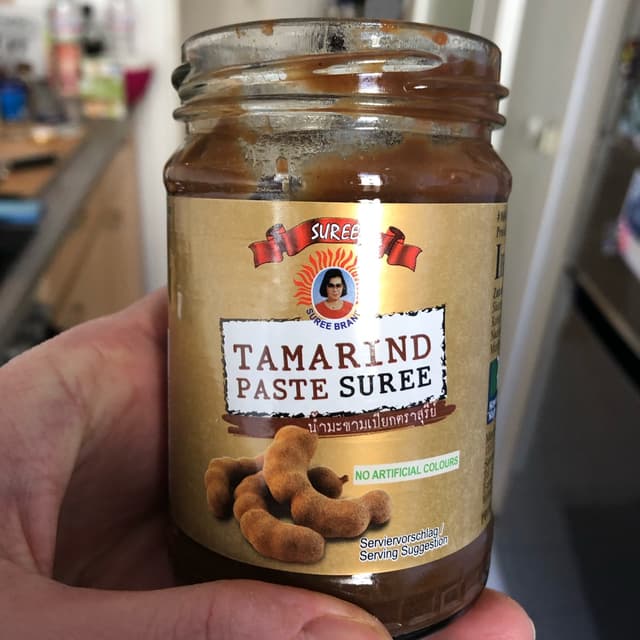 SUREE
SUREE BRAND
TAMARIND
PASTE SUREE
น้ำมะขามเปียกตราสุรีย์
NO ARTIFICIAL COLOURS
Serviervorschlag /
Serving Suggestion